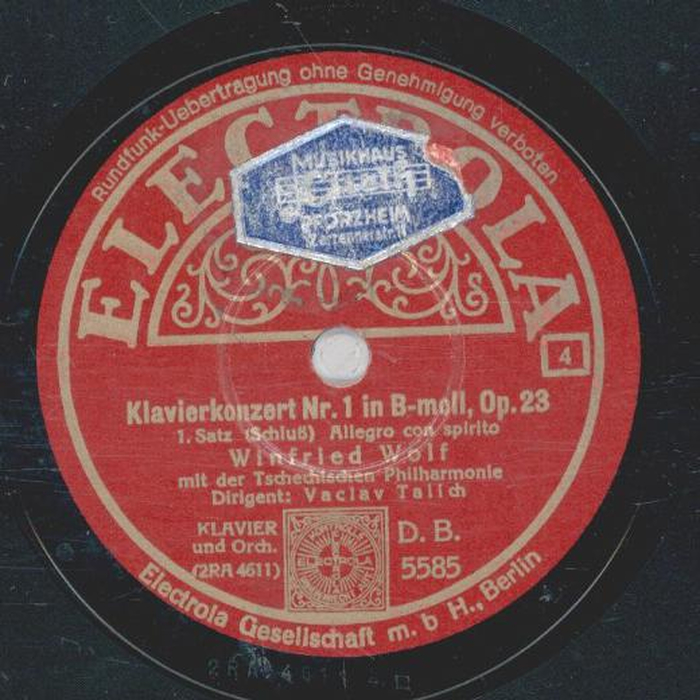 Rundfunk-Uebertragung ohne Genehmigung verboten
ELECTROLA
MUSIKHAUS
PFORZHEIM
4
Klavierkonzert Nr. 1 in B-moll, Op. 23
1. Satz (Schluß) Allegro con spirito
Winfried Wolf
mit der Tschechischen Philharmonie
Dirigent: Vaclav Talich
KLAVIER
und Orch.
(2RA 4611)
ELECTROLA
D. B.
5585
Electrola Gesellschaft m. b H., Berlin